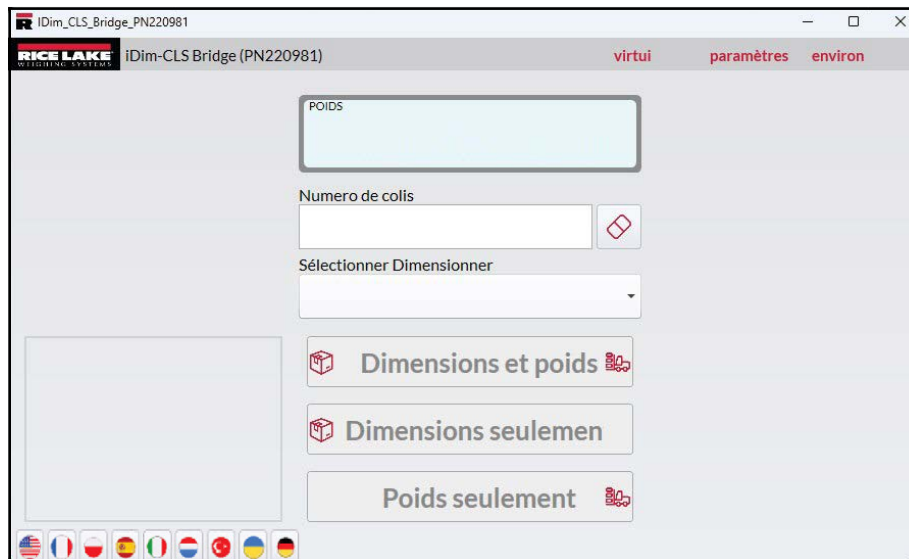 IDim_CLS_Bridge_PN220981
RICE LAKE
WEIGHING SYSTEMS
iDim-CLS Bridge (PN220981)
virtui paramètres environ
POIDS
Numero de colis
Sélectionner Dimensionner
Dimensions et poids
Dimensions seulemen
Poids seulement